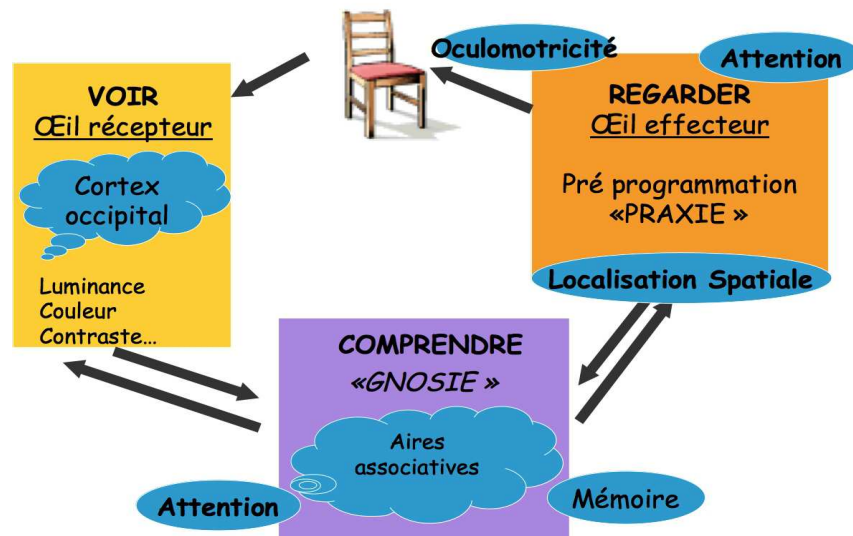 VOIR
Œil récepteur
Cortex
occipital
Luminance
Couleur
Contraste…
Oculomotricité
Attention
REGARDER
Œil effecteur
Pré programmation
«PRAXIE »
Localisation Spatiale
COMPRENDRE
«GNOSIE »
Aires
associatives
Attention
Mémoire